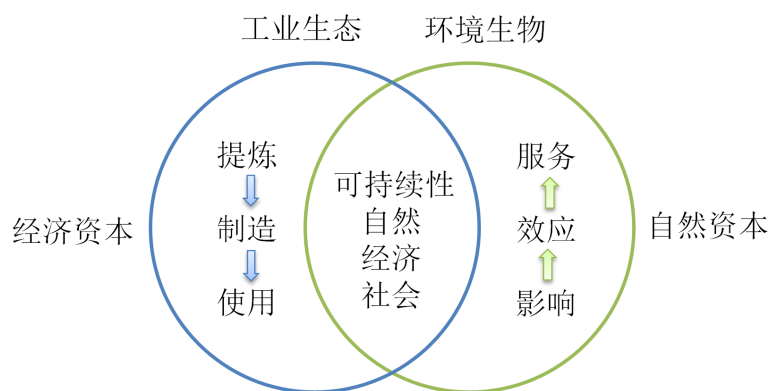 工业生态
环境生物
经济资本
提炼
制造
使用
可持续性
自然
经济
社会
服务
效应
影响
自然资本